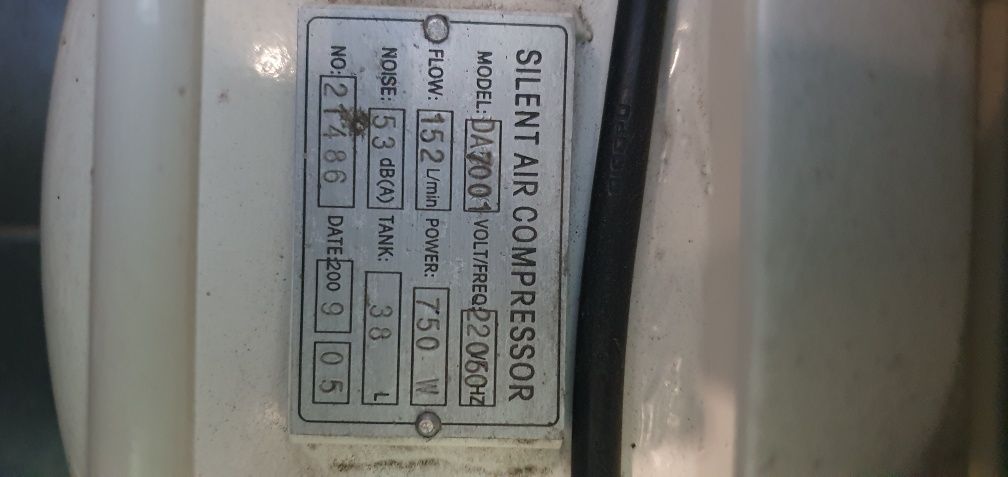 SILENT AIR COMPRESSOR
MODEL: DA7001 VOLT/FREQ: 220/50HZ
FLOW: 152 L/min POWER: 750 W
NOISE: 53 dB(A) TANK: 38 L
NO: 21486 DATE: 2009 05